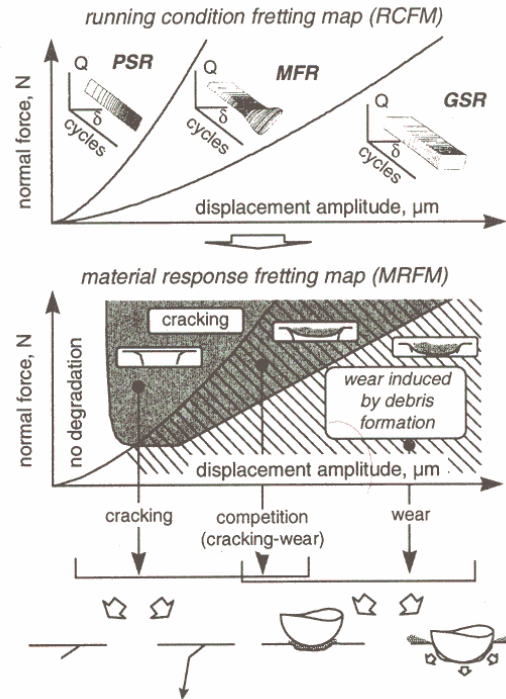 running condition fretting map (RCFM)
normal force, N
Q
PSR
δ
cycles
Q
MFR
δ
cycles
Q
GSR
δ
cycles
displacement amplitude, µm
material response fretting map (MRFM)
normal force, N
no degradation
cracking
wear induced
by debris
formation
displacement amplitude, µm
cracking
competition
(cracking-wear)
wear